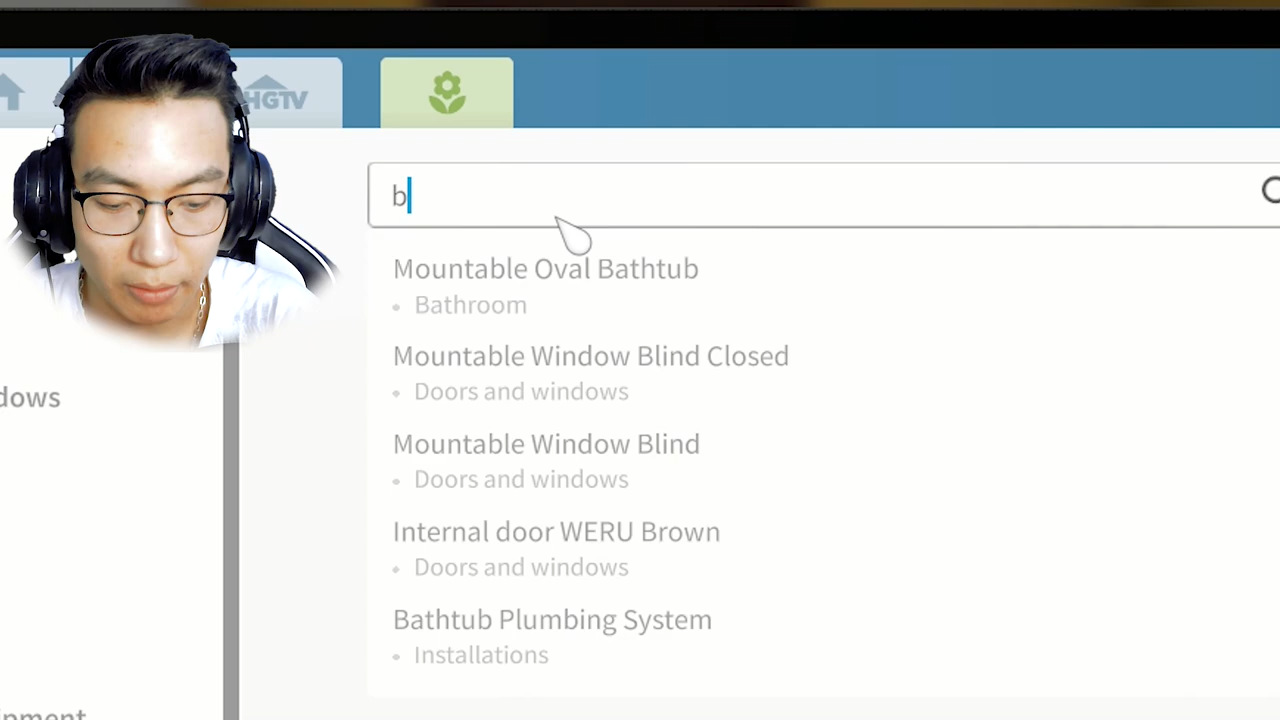 HGTV
b
Mountable Oval Bathtub
• Bathroom
Mountable Window Blind Closed
• Doors and windows
dows
Mountable Window Blind
• Doors and windows
Internal door WERU Brown
• Doors and windows
Bathtub Plumbing System
• Installations
ipment